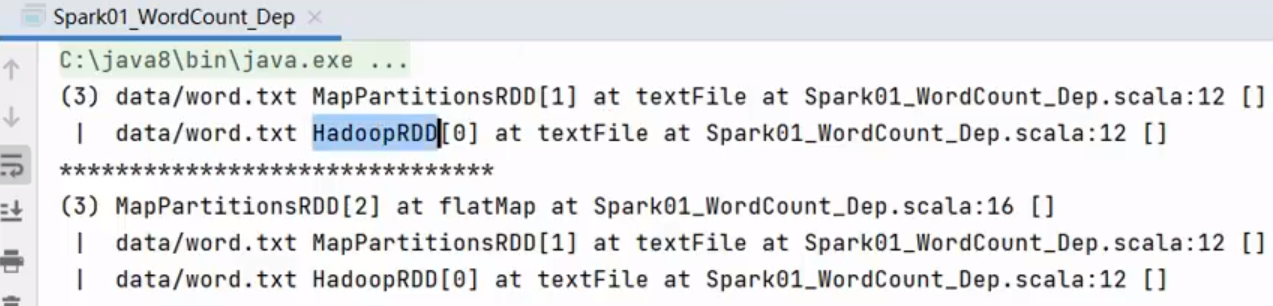 Spark01_WordCount_Dep
C:\java8\bin\java.exe ...
(3) data/word.txt MapPartitionsRDD[1] at textFile at Spark01_WordCount_Dep.scala:12 []
 |  data/word.txt HadoopRDD[0] at textFile at Spark01_WordCount_Dep.scala:12 []
*******************************
(3) MapPartitionsRDD[2] at flatMap at Spark01_WordCount_Dep.scala:16 []
 |  data/word.txt MapPartitionsRDD[1] at textFile at Spark01_WordCount_Dep.scala:12 []
 |  data/word.txt HadoopRDD[0] at textFile at Spark01_WordCount_Dep.scala:12 []